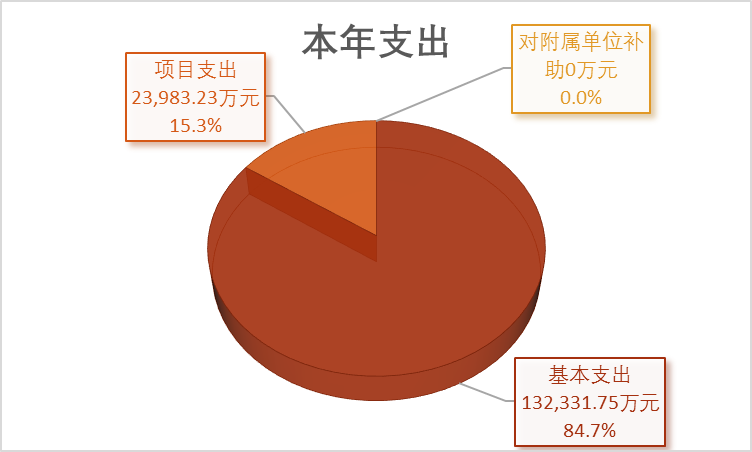 本年支出
项目支出
23,983.23万元
15.3%
对附属单位补
助0万元
0.0%
基本支出
132,331.75万元
84.7%